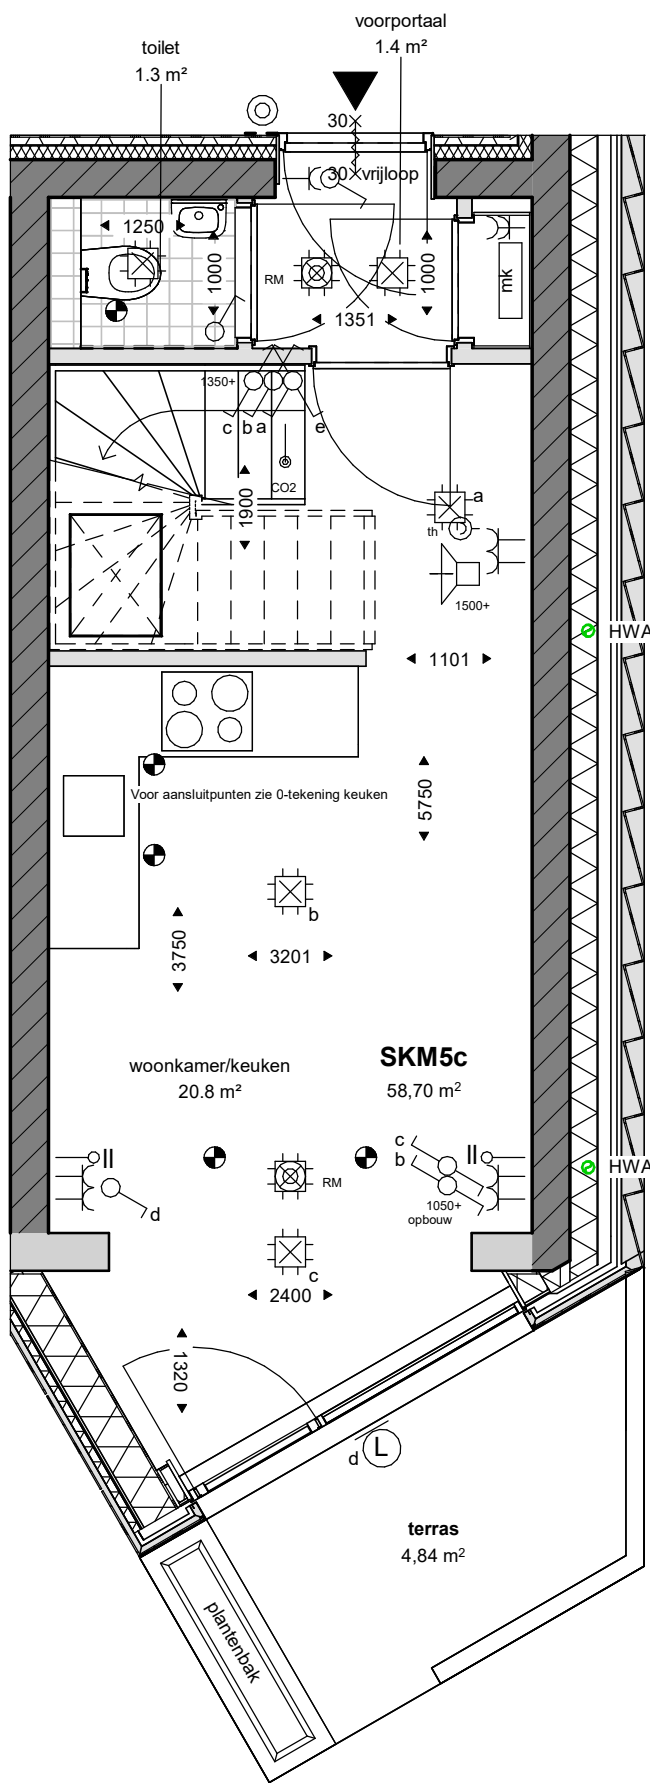 voorportaal
1.4 m²
toilet
1.3 m²
30
30 vrijloop
1250
1000
RM
1351
1000
mk
1350+
c b a e
CO2
1900
a
th
1500+
HWA
1101
5750
Voor aansluitpunten zie 0-tekening keuken
b
3750
3201
woonkamer/keuken
20.8 m²
SKM5c
58,70 m²
c
b
HWA
d
RM
1050+
opbouw
c
2400
1320
d L
terras
4,84 m²
plantenbak